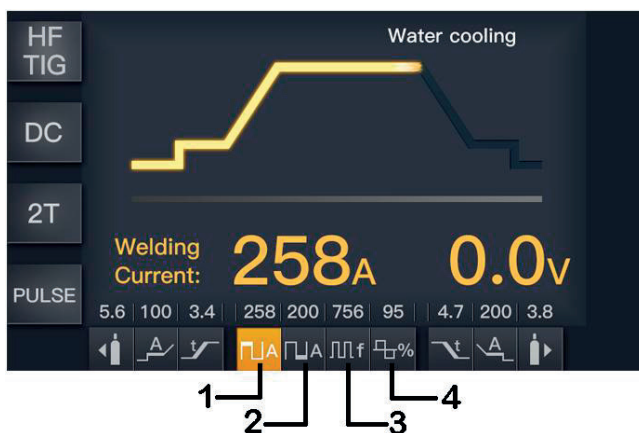 HF
TIG
Water cooling
DC
2T
Welding
Current:
258A
0.0V
PULSE
5.6 100 3.4 258 200 756 95 4.7 200 3.8
A t A A f % t A
1 2 3 4